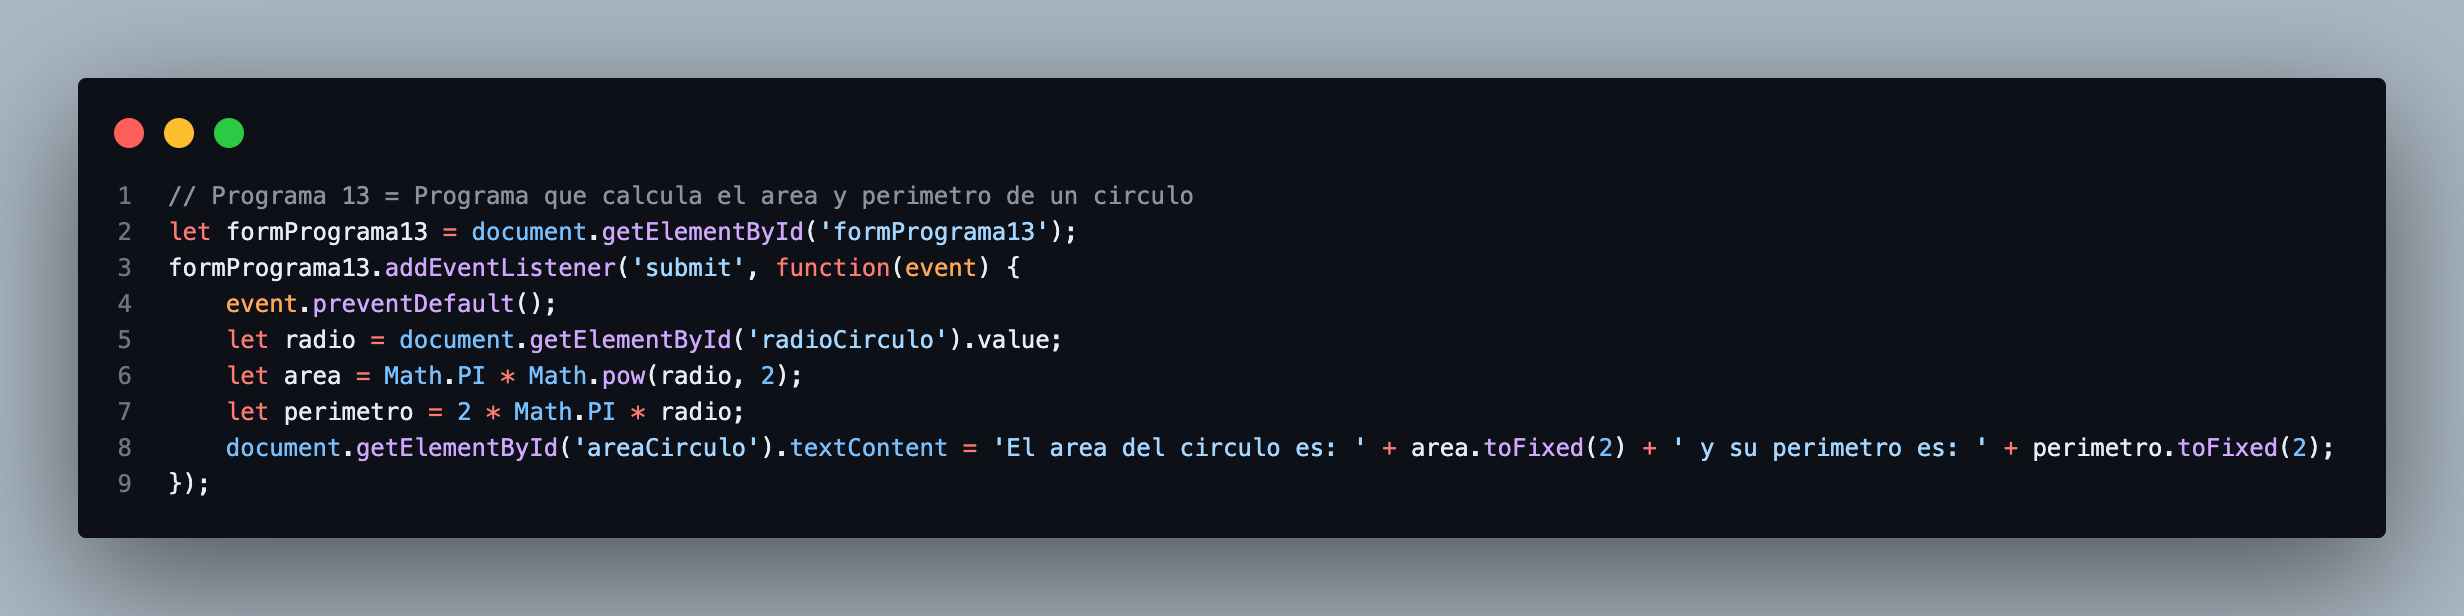 1 // Programa 13 = Programa que calcula el area y perimetro de un circulo
2 let formPrograma13 = document.getElementById('formPrograma13');
3 formPrograma13.addEventListener('submit', function(event) {
4     event.preventDefault();
5     let radio = document.getElementById('radioCirculo').value;
6     let area = Math.PI * Math.pow(radio, 2);
7     let perimetro = 2 * Math.PI * radio;
8     document.getElementById('areaCirculo').textContent = 'El area del circulo es: ' + area.toFixed(2) + ' y su perimetro es: ' + perimetro.toFixed(2);
9 });